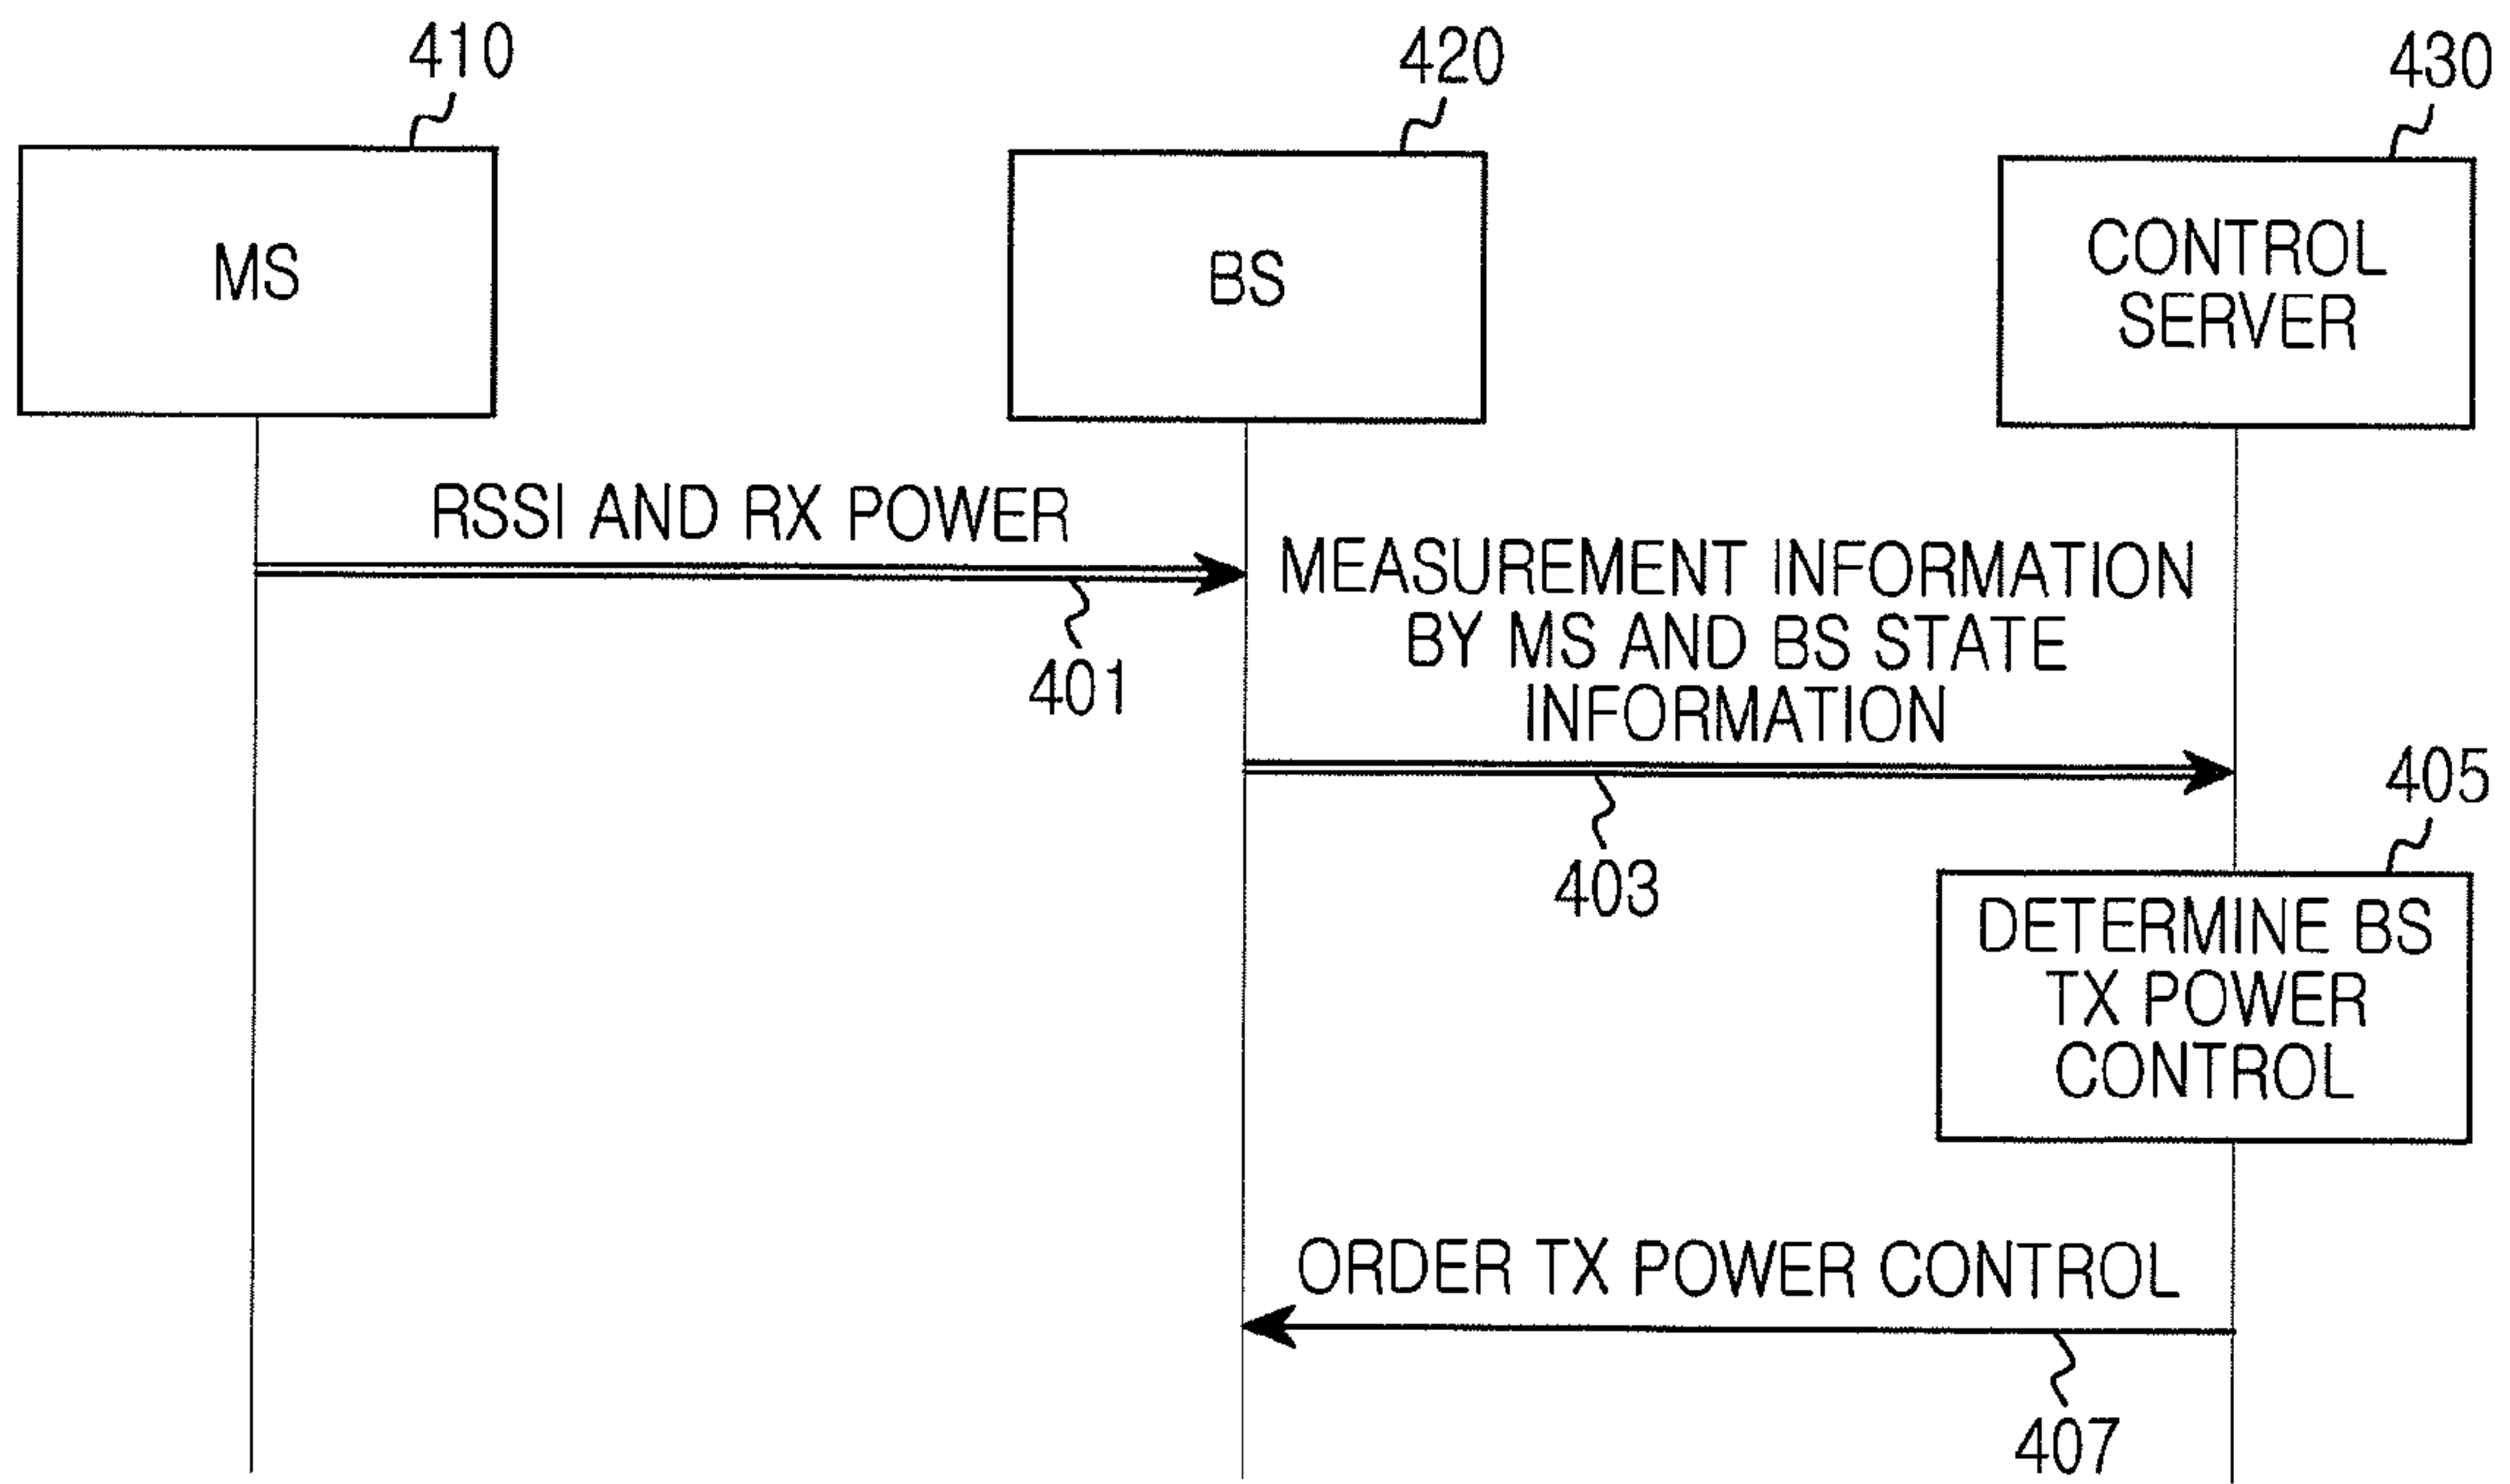 410
420
430
MS
BS
CONTROL
SERVER
RSSI AND RX POWER
401
MEASUREMENT INFORMATION
BY MS AND BS STATE
INFORMATION
403
405
DETERMINE BS
TX POWER
CONTROL
ORDER TX POWER CONTROL
407